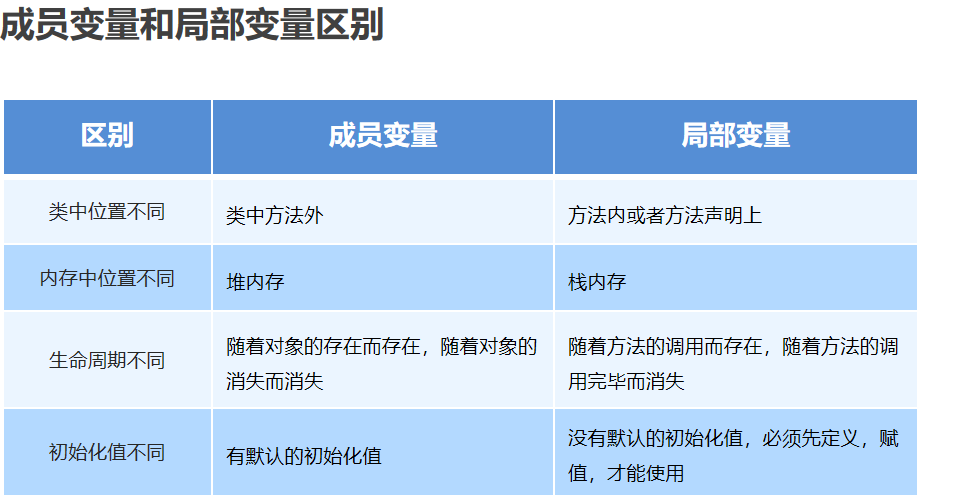 成员变量和局部变量区别
区别 成员变量 局部变量
类中位置不同 类中方法外 方法内或者方法声明上
内存中位置不同 堆内存 栈内存
生命周期不同
随着对象的存在而存在，随着对象的
消失而消失
随着方法的调用而存在，随着方法的调
用完毕而消失
初始化值不同 有默认的初始化值
没有默认的初始化值，必须先定义，赋
值，才能使用